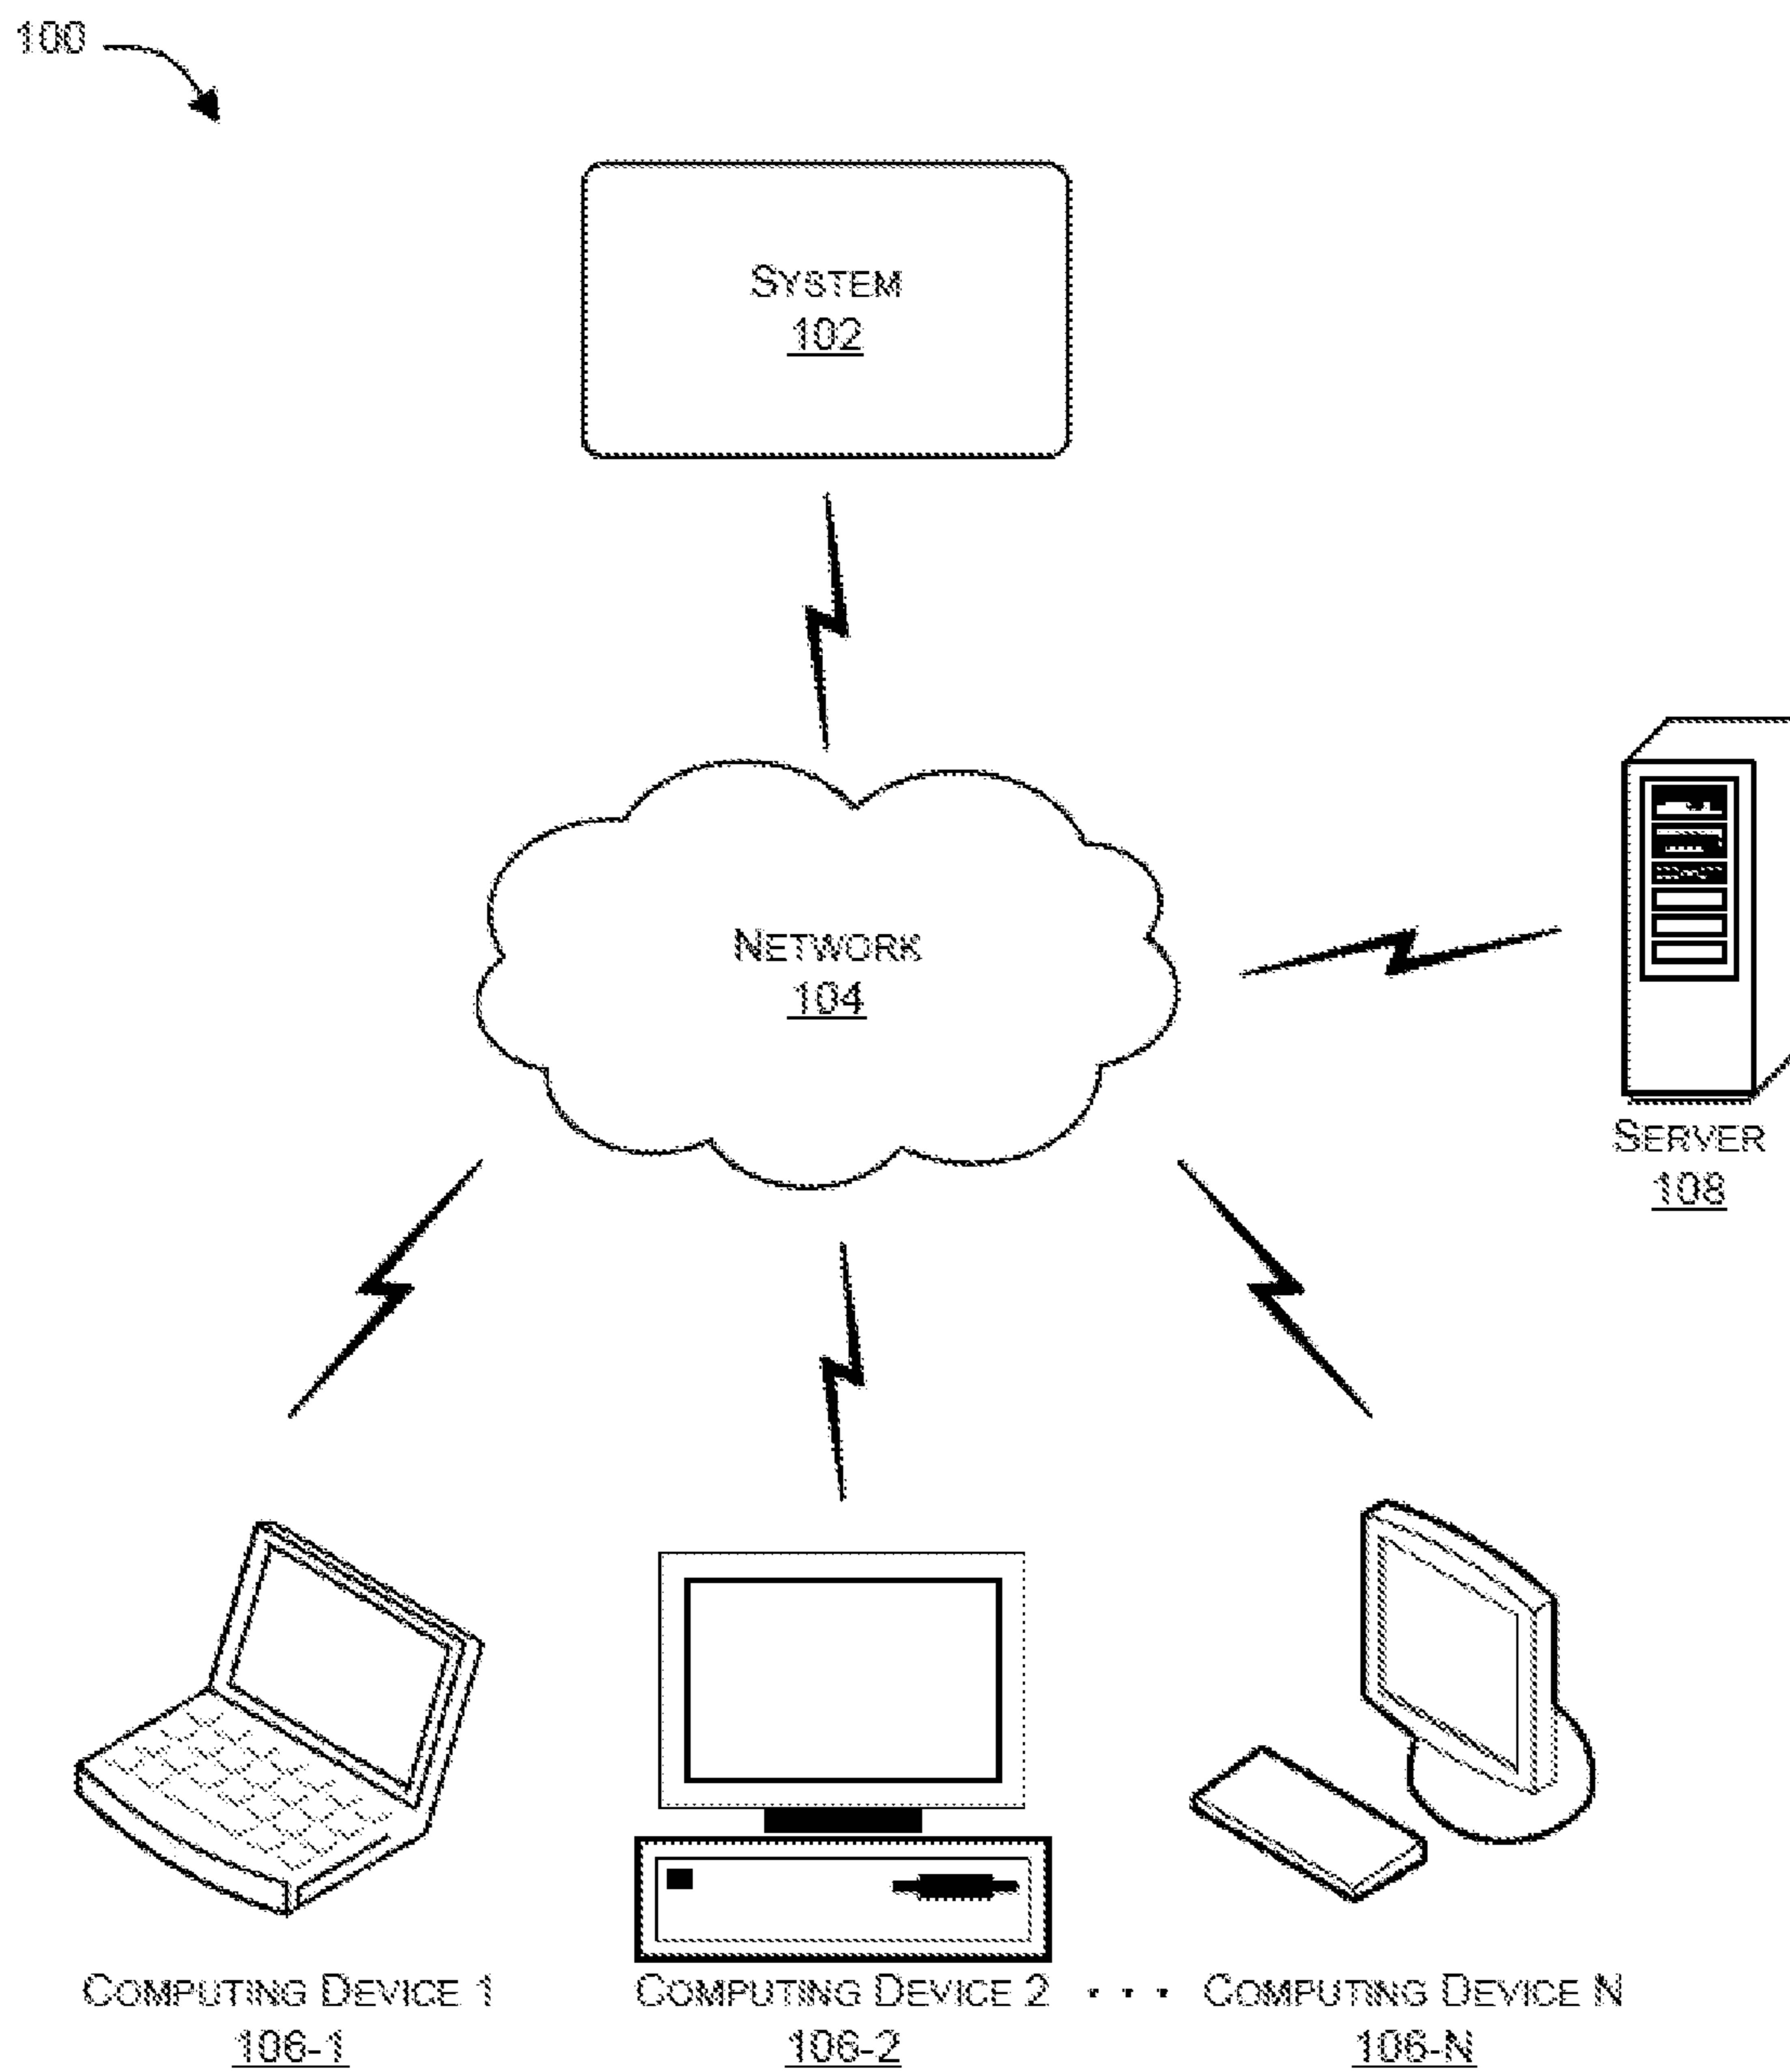 100
SYSTEM
102
NETWORK
104
SERVER
108
COMPUTING DEVICE 1
106-1
COMPUTING DEVICE 2
106-2
. . .
COMPUTING DEVICE N
106-N